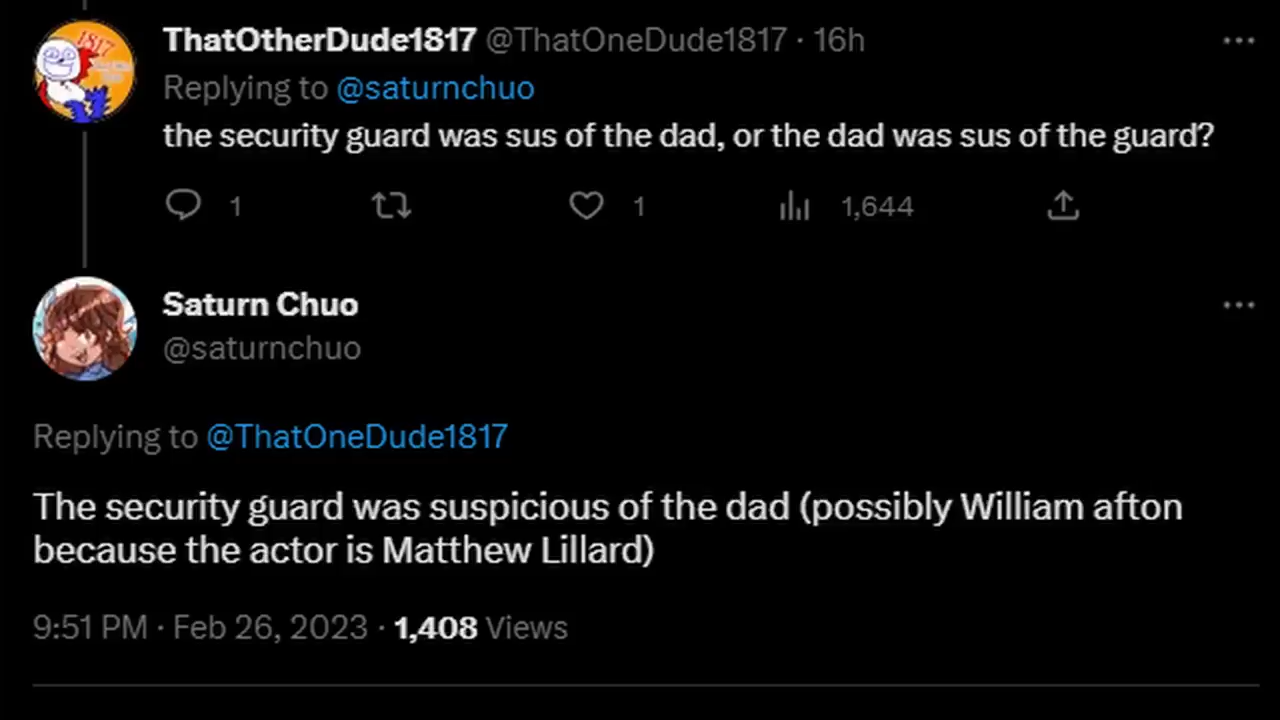 1817
ThatOtherDude1817 @ThatOneDude1817 · 16h
Replying to @saturnchuo
the security guard was sus of the dad, or the dad was sus of the guard?
1 1 1,644
Saturn Chuo
@saturnchuo
Replying to @ThatOneDude1817
The security guard was suspicious of the dad (possibly William afton
because the actor is Matthew Lillard)
9:51 PM · Feb 26, 2023 · 1,408 Views